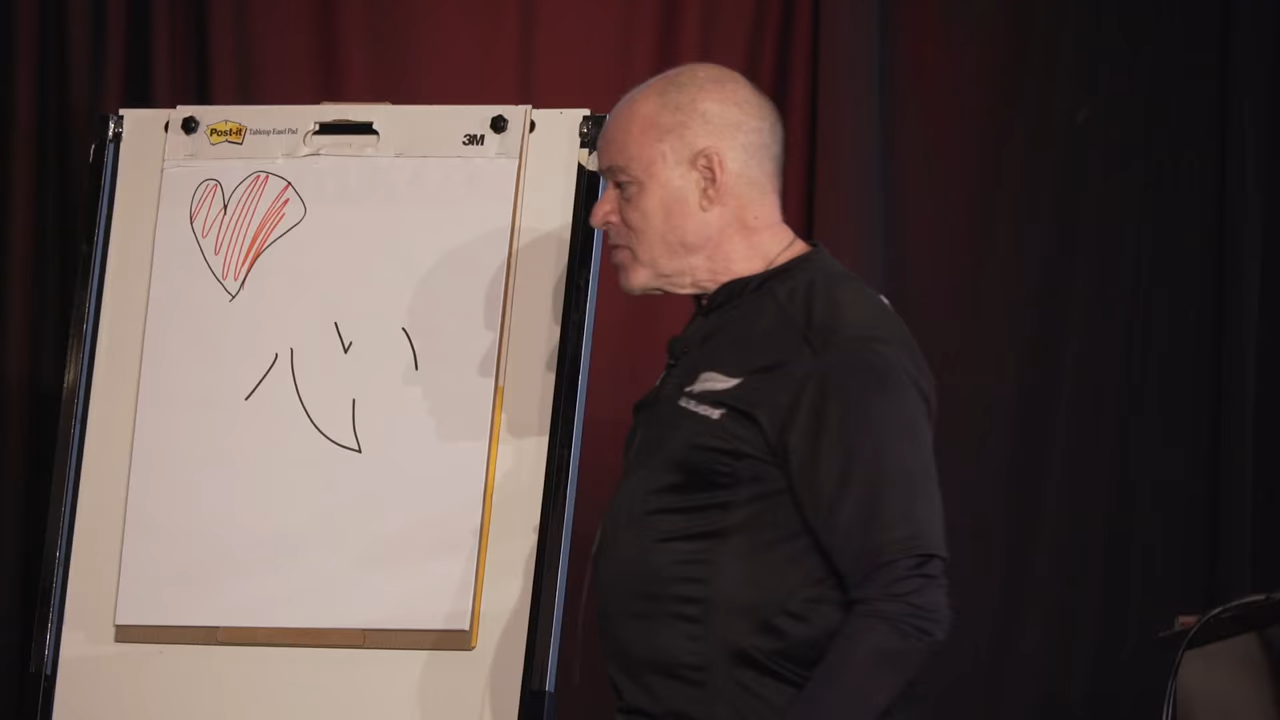 Post-it Tabletop Easel Pad 3M
心